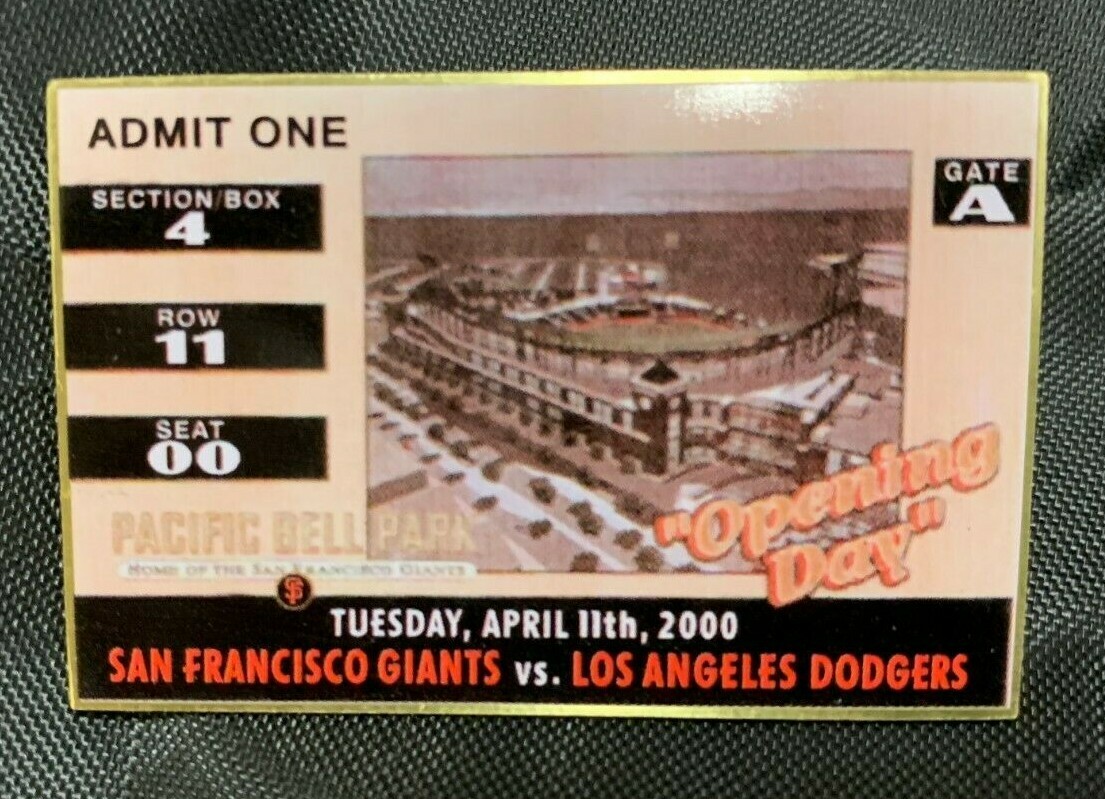 ADMIT ONE
SECTION/BOX
4
GATE
A
ROW
11
SEAT
00
PACIFIC BELL PARK
HOME OF THE SAN FRANCISCO GIANTS
SF
"Opening
Day"
TUESDAY, APRIL 11th, 2000
SAN FRANCISCO GIANTS vs. LOS ANGELES DODGERS